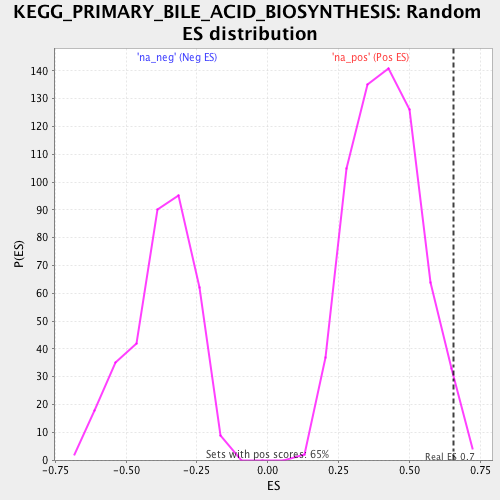 KEGG_PRIMARY_BILE_ACID_BIOSYNTHESIS: Random
ES distribution
'na_neg' (Neg ES)
'na_pos' (Pos ES)
140
130
120
110
100
90
80
70
60
50
40
30
20
10
0
P(ES)
Sets with pos scores: 65%
Real ES 0.7
-0.75
-0.50
-0.25
0.00
0.25
0.50
0.75
ES